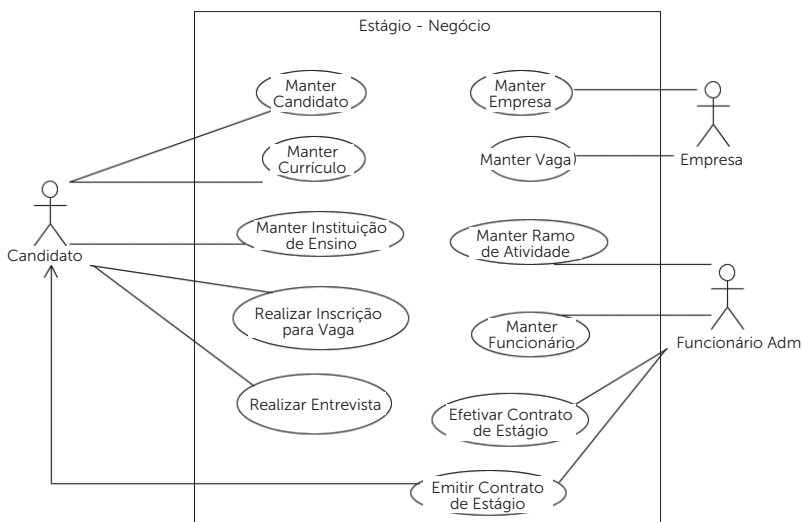 Estágio - Negócio
Manter
Candidato
Manter
Empresa
Manter
Currículo
Manter Vaga
Empresa
Manter Instituição
de Ensino
Manter Ramo
de Atividade
Candidato
Realizar Inscrição
para Vaga
Manter
Funcionário
Funcionário Adm
Realizar Entrevista
Efetivar Contrato
de Estágio
Emitir Contrato
de Estágio